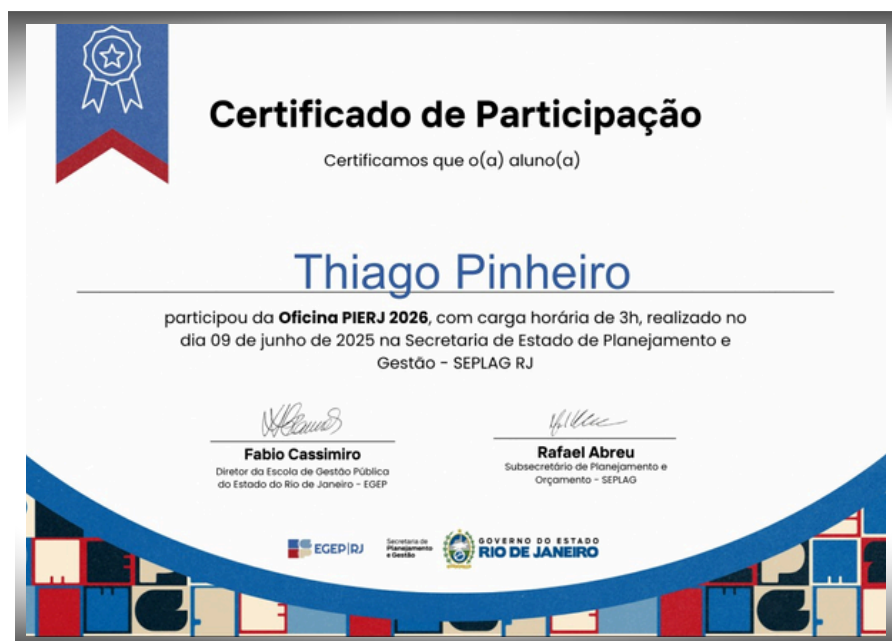 Certificado de Participação
Certificamos que o(a) aluno(a)
Thiago Pinheiro
participou da Oficina PIERJ 2026, com carga horária de 3h, realizado no
dia 09 de junho de 2025 na Secretaria de Estado de Planejamento e
Gestão - SEPLAG RJ
Fabio Cassimiro
Diretor da Escola de Gestão Pública
do Estado do Rio de Janeiro - EGEP
Rafael Abreu
Subsecretário de Planejamento e
Orçamento - SEPLAG
EGEP|RJ
Secretaria de
Planejamento
e Gestão
GOVERNO DO ESTADO
RIO DE JANEIRO